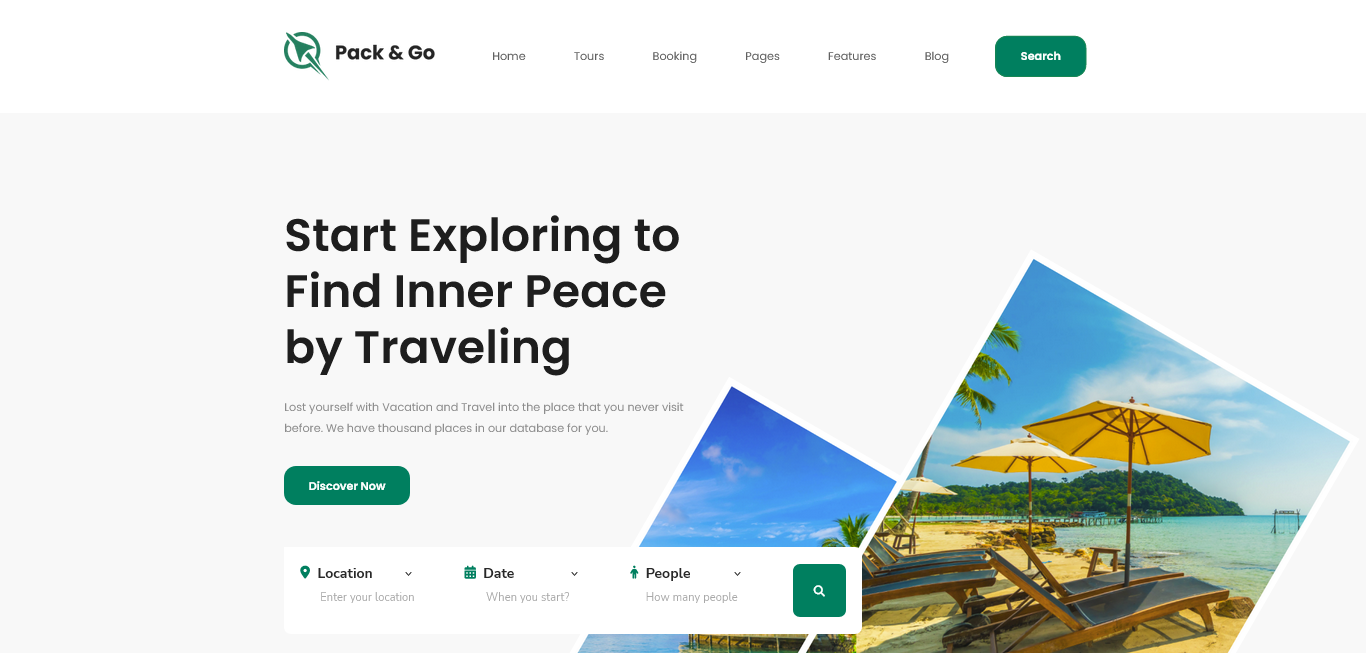 Pack & Go
Home
Tours
Booking
Pages
Features
Blog
Search
Start Exploring to
Find Inner Peace
by Traveling
Lost yourself with Vacation and Travel into the place that you never visit
before. We have thousand places in our database for you.
Discover Now
Location
Enter your location
Date
When you start?
People
How many people